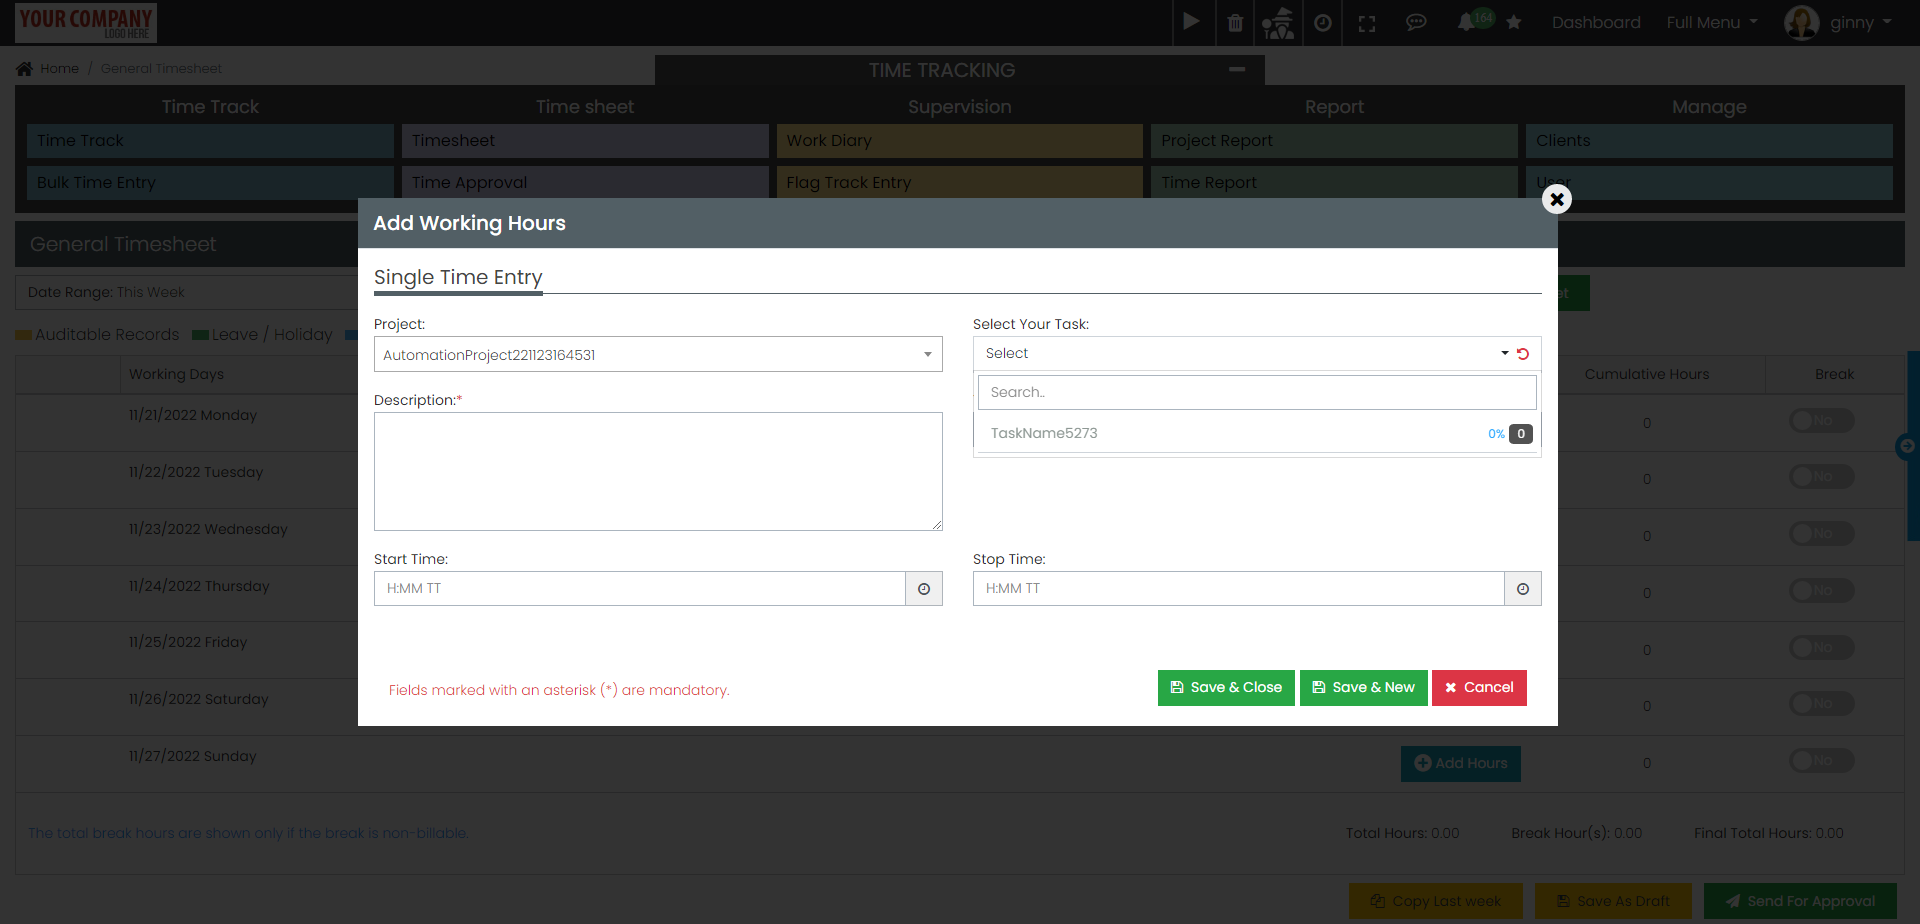 YOUR COMPANY
LOGO HERE
164
Dashboard
Full Menu
ginny
Home / General Timesheet
TIME TRACKING
Time Track
Time sheet
Supervision
Report
Manage
Time Track
Timesheet
Work Diary
Project Report
Clients
Bulk Time Entry
Time Approval
Flag Track Entry
Time Report
User
Add Working Hours
General Timesheet
Single Time Entry
Date Range: This Week
Project:
Select Your Task:
Auditable Records
Leave / Holiday
AutomationProject221123164531
Select
Working Days
Cumulative Hours
Break
Search..
Description:*
11/21/2022 Monday
0
No
TaskName5273
0%
0
11/22/2022 Tuesday
0
No
11/23/2022 Wednesday
0
No
Start Time:
Stop Time:
H:MM TT
H:MM TT
11/24/2022 Thursday
0
No
11/25/2022 Friday
0
No
Fields marked with an asterisk (*) are mandatory.
Save & Close
Save & New
Cancel
11/26/2022 Saturday
0
No
11/27/2022 Sunday
Add Hours
0
No
The total break hours are shown only if the break is non-billable.
Total Hours: 0.00
Break Hour(s): 0.00
Final Total Hours: 0.00
Copy Last week
Save As Draft
Send For Approval